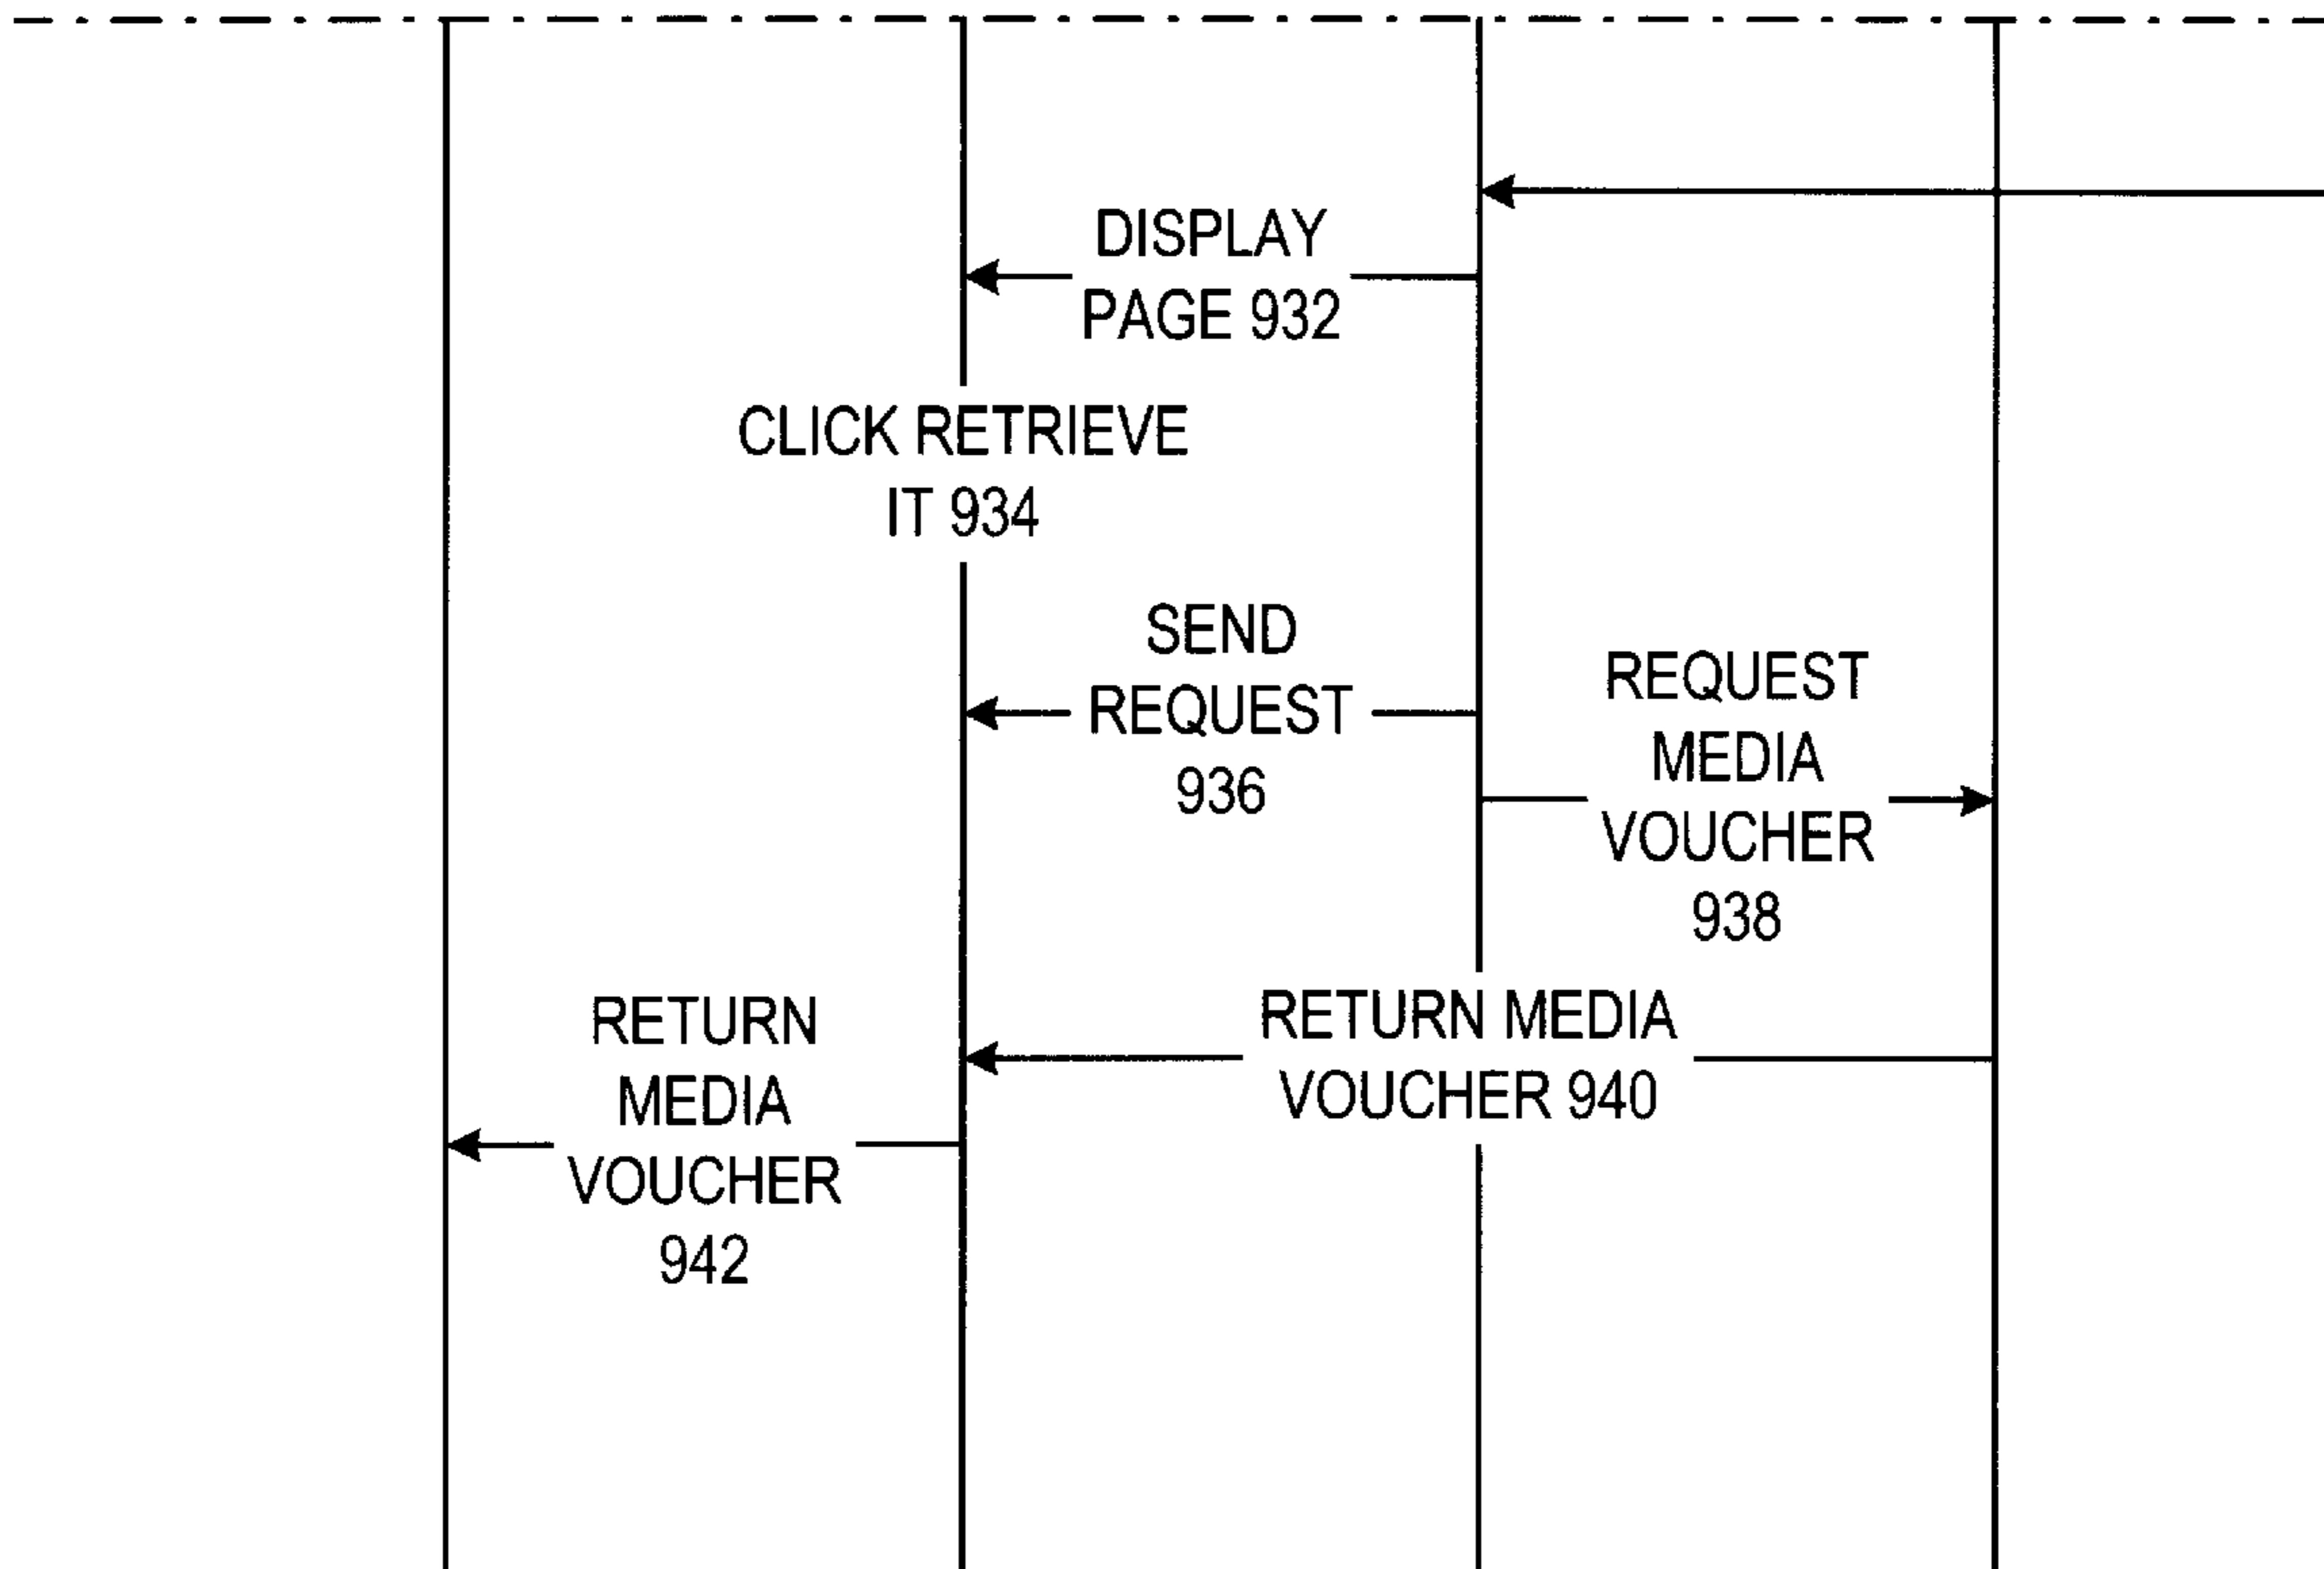 DISPLAY
PAGE 932
CLICK RETRIEVE
IT 934
SEND
REQUEST
936
REQUEST
MEDIA
VOUCHER
938
RETURN MEDIA
VOUCHER 940
RETURN
MEDIA
VOUCHER
942